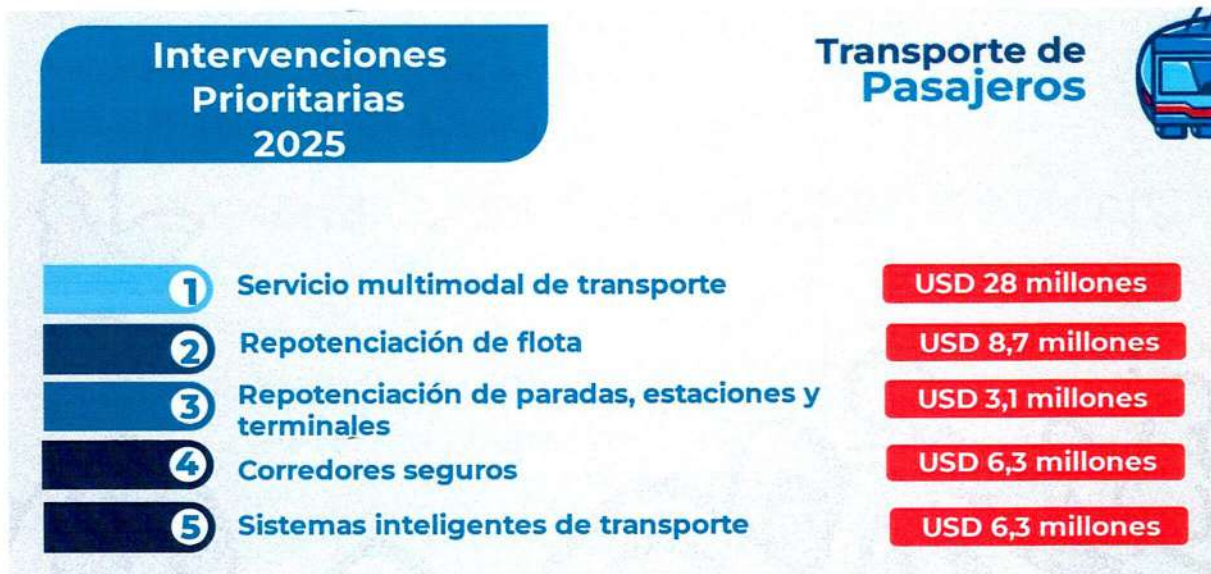 Intervenciones
Prioritarias
2025
Transporte de
Pasajeros
1 Servicio multimodal de transporte USD 28 millones
2 Repotenciación de flota USD 8,7 millones
3 Repotenciación de paradas, estaciones y
terminales USD 3,1 millones
4 Corredores seguros USD 6,3 millones
5 Sistemas inteligentes de transporte USD 6,3 millones